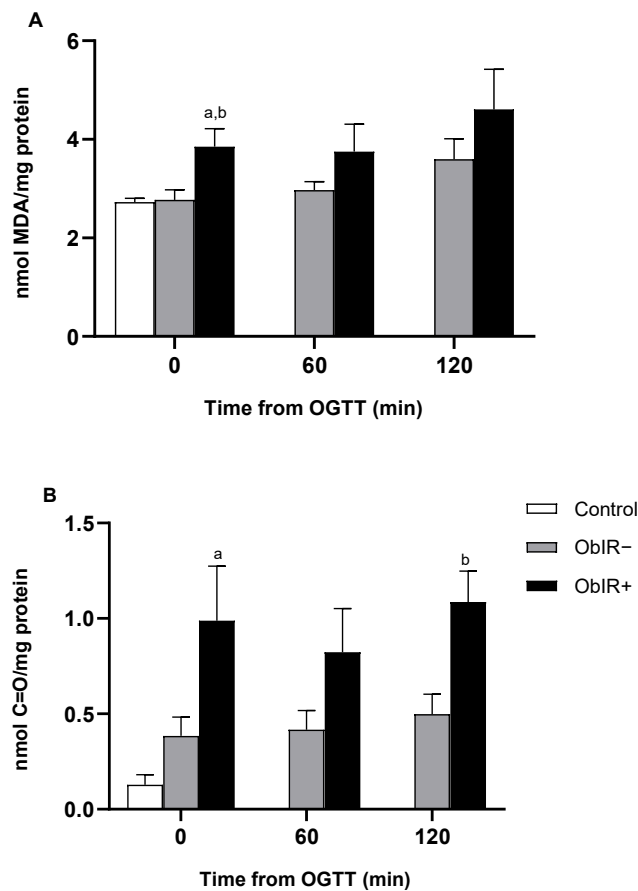 A
nmol MDA/mg protein
6
4
2
0
a,b
0 60 120
Time from OGTT (min)
B
nmol C=O/mg protein
1.5
1.0
0.5
0.0
a
b
0 60 120
Time from OGTT (min)
Control
ObIR−
ObIR+